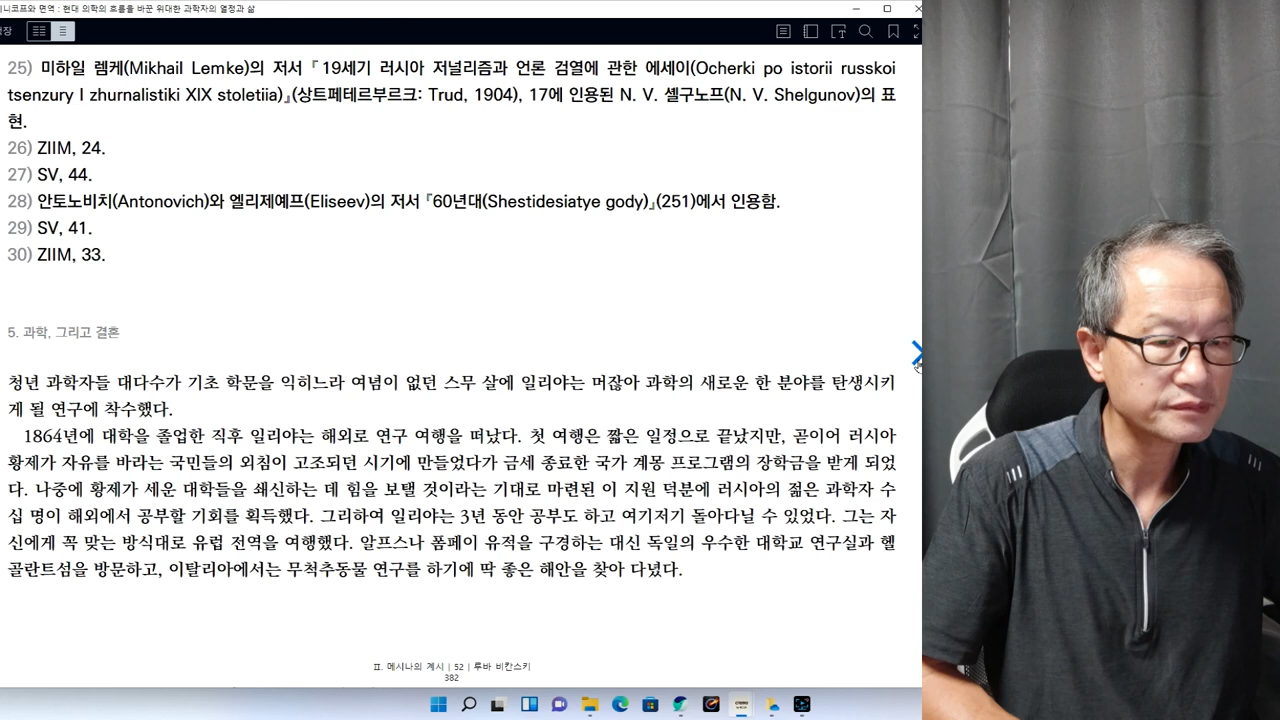 니코프와 면역 : 현대 의학의 흐름을 바꾼 위대한 과학자의 열정과 삶
25) 미하일 렘케(Mikhail Lemke)의 저서 『19세기 러시아 저널리즘과 언론 검열에 관한 에세이(Ocherki po istorii russkoi
tsenzury I zhurnalistiki XIX stoletiia)』(상트페테르부르크: Trud, 1904), 17에 인용된 N. V. 셸구노프(N. V. Shelgunov)의 표
현.
26) ZIIM, 24.
27) SV, 44.
28) 안토노비치(Antonovich)와 엘리제예프(Eliseev)의 저서 『60년대(Shestidesiatye gody)』(251)에서 인용함.
29) SV, 41.
30) ZIIM, 33.
5. 과학, 그리고 결혼
청년 과학자들 대다수가 기초 학문을 익히느라 여념이 없던 스무 살에 일리야는 머잖아 과학의 새로운 한 분야를 탄생시키
게 될 연구에 착수했다.
1864년에 대학을 졸업한 직후 일리야는 해외로 연구 여행을 떠났다. 첫 여행은 짧은 일정으로 끝났지만, 곧이어 러시아
황제가 자유를 바라는 국민들의 외침이 고조되던 시기에 만들었다가 금세 종료한 국가 계몽 프로그램의 장학금을 받게 되었
다. 나중에 황제가 세운 대학들을 쇄신하는 데 힘을 보탤 것이라는 기대로 마련된 이 지원 덕분에 러시아의 젊은 과학자 수
십 명이 해외에서 공부할 기회를 획득했다. 그리하여 일리야는 3년 동안 공부도 하고 여기저기 돌아다닐 수 있었다. 그는 자
신에게 꼭 맞는 방식대로 유럽 전역을 여행했다. 알프스나 폼페이 유적을 구경하는 대신 독일의 우수한 대학교 연구실과 헬
골란트섬을 방문하고, 이탈리아에서는 무척추동물 연구를 하기에 딱 좋은 해안을 찾아 다녔다.
Ⅱ. 메시나의 계시 | 52 | 루바 비칸스키
382